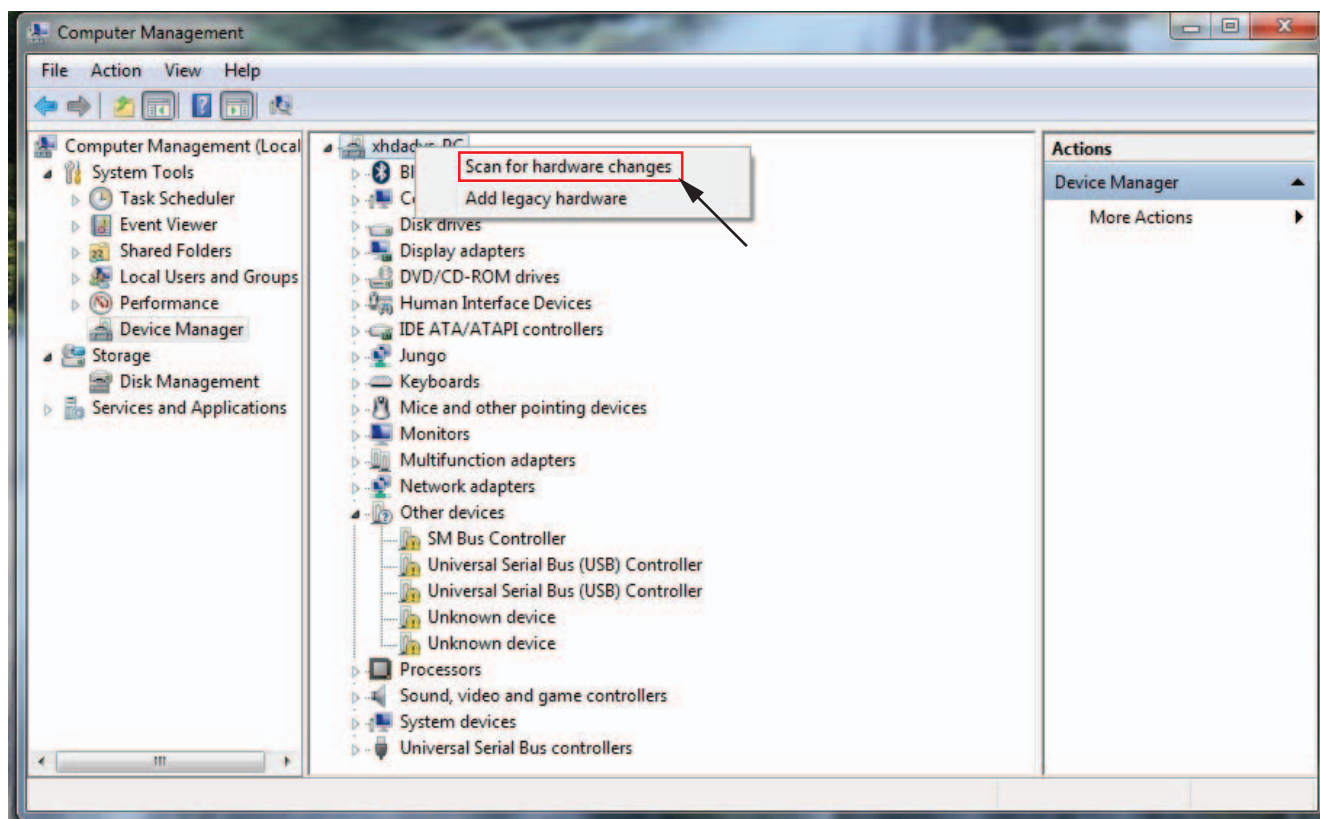 Computer Management
File Action View Help
Computer Management (Local
System Tools
Task Scheduler
Event Viewer
Shared Folders
Local Users and Groups
Performance
Device Manager
Storage
Disk Management
Services and Applications
Scan for hardware changes
Add legacy hardware
Disk drives
Display adapters
DVD/CD-ROM drives
Human Interface Devices
IDE ATA/ATAPI controllers
Jungo
Keyboards
Mice and other pointing devices
Monitors
Multifunction adapters
Network adapters
Other devices
SM Bus Controller
Universal Serial Bus (USB) Controller
Universal Serial Bus (USB) Controller
Unknown device
Unknown device
Processors
Sound, video and game controllers
System devices
Universal Serial Bus controllers
Actions
Device Manager
More Actions